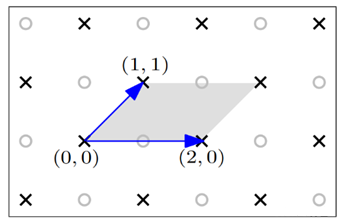 (1, 1)
(0, 0)
(2, 0)